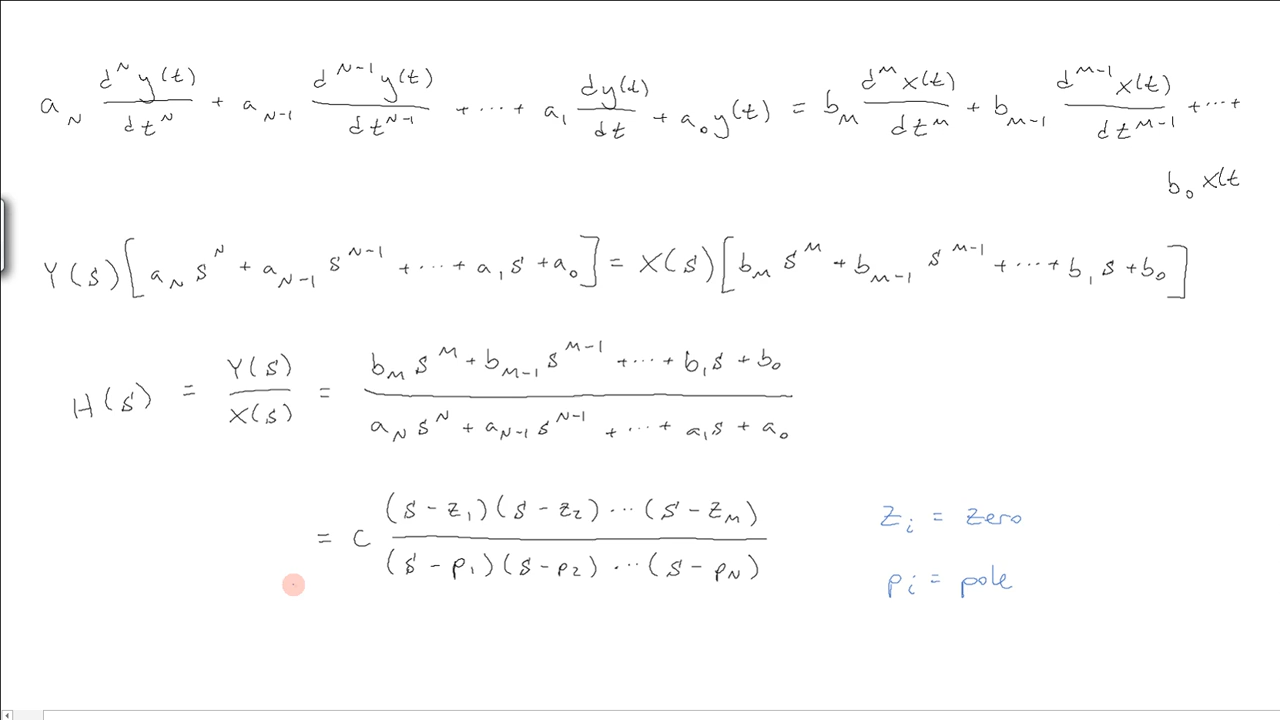 a_N d^N y(t)/dt^N + a_{N-1} d^{N-1} y(t)/dt^{N-1} + ... + a_1 dy(t)/dt + a_0 y(t) = b_M d^M x(t)/dt^M + b_{M-1} d^{M-1} x(t)/dt^{M-1} + ... +
b_0 x(t
Y(s)[a_N s^N + a_{N-1} s^{N-1} + ... + a_1 s + a_0] = X(s)[b_M s^M + b_{M-1} s^{M-1} + ... + b_1 s + b_0]
H(s) = Y(s)/X(s) = (b_M s^M + b_{M-1} s^{M-1} + ... + b_1 s + b_0)/(a_N s^N + a_{N-1} s^{N-1} + ... + a_1 s + a_0)
= C (s - z_1)(s - z_2) ... (s - z_M)/(s - p_1)(s - p_2) ... (s - p_N)
z_i = zero
p_i = pole